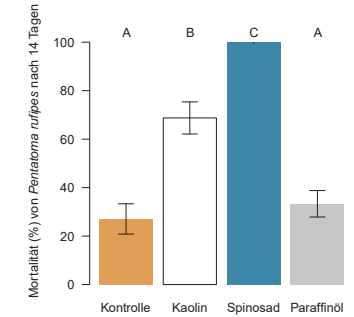 Mortalität (%) von Pentatoma rufipes nach 14 Tagen
A B C A
100
80
60
40
20
0
Kontrolle Kaolin Spinosad Paraffinöl